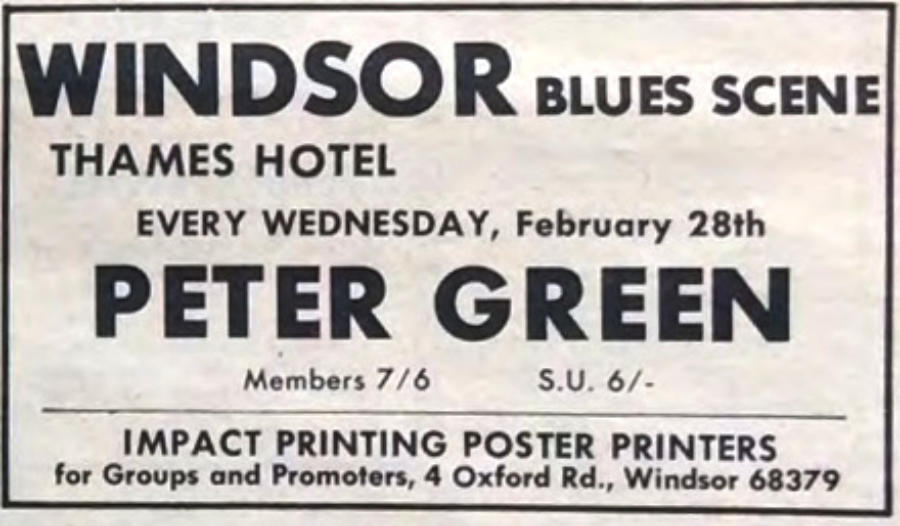 WINDSOR BLUES SCENE
THAMES HOTEL
EVERY WEDNESDAY, February 28th
PETER GREEN
Members 7/6 S.U. 6/-
IMPACT PRINTING POSTER PRINTERS
for Groups and Promoters, 4 Oxford Rd., Windsor 68379